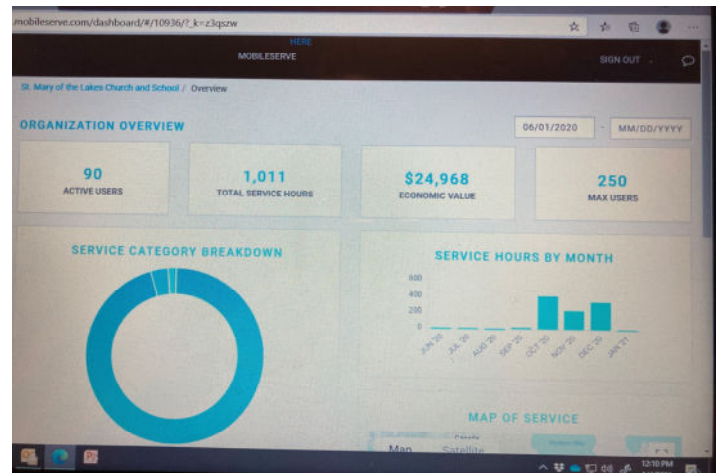 .mobileserve.com/dashboard/#/10936/?_k=z3qszw
HERE
MOBILESERVE
SIGN OUT
St. Mary of the Lakes Church and School / Overview
ORGANIZATION OVERVIEW
06/01/2020 - MM/DD/YYYY
90
ACTIVE USERS
1,011
TOTAL SERVICE HOURS
$24,968
ECONOMIC VALUE
250
MAX USERS
SERVICE CATEGORY BREAKDOWN
SERVICE HOURS BY MONTH
600
400
200
0
JUN '20 JUL '20 AUG '20 SEP '20 OCT '20 NOV '20 DEC '20 JAN '21
MAP OF SERVICE
Map Satellite
12:10 PM